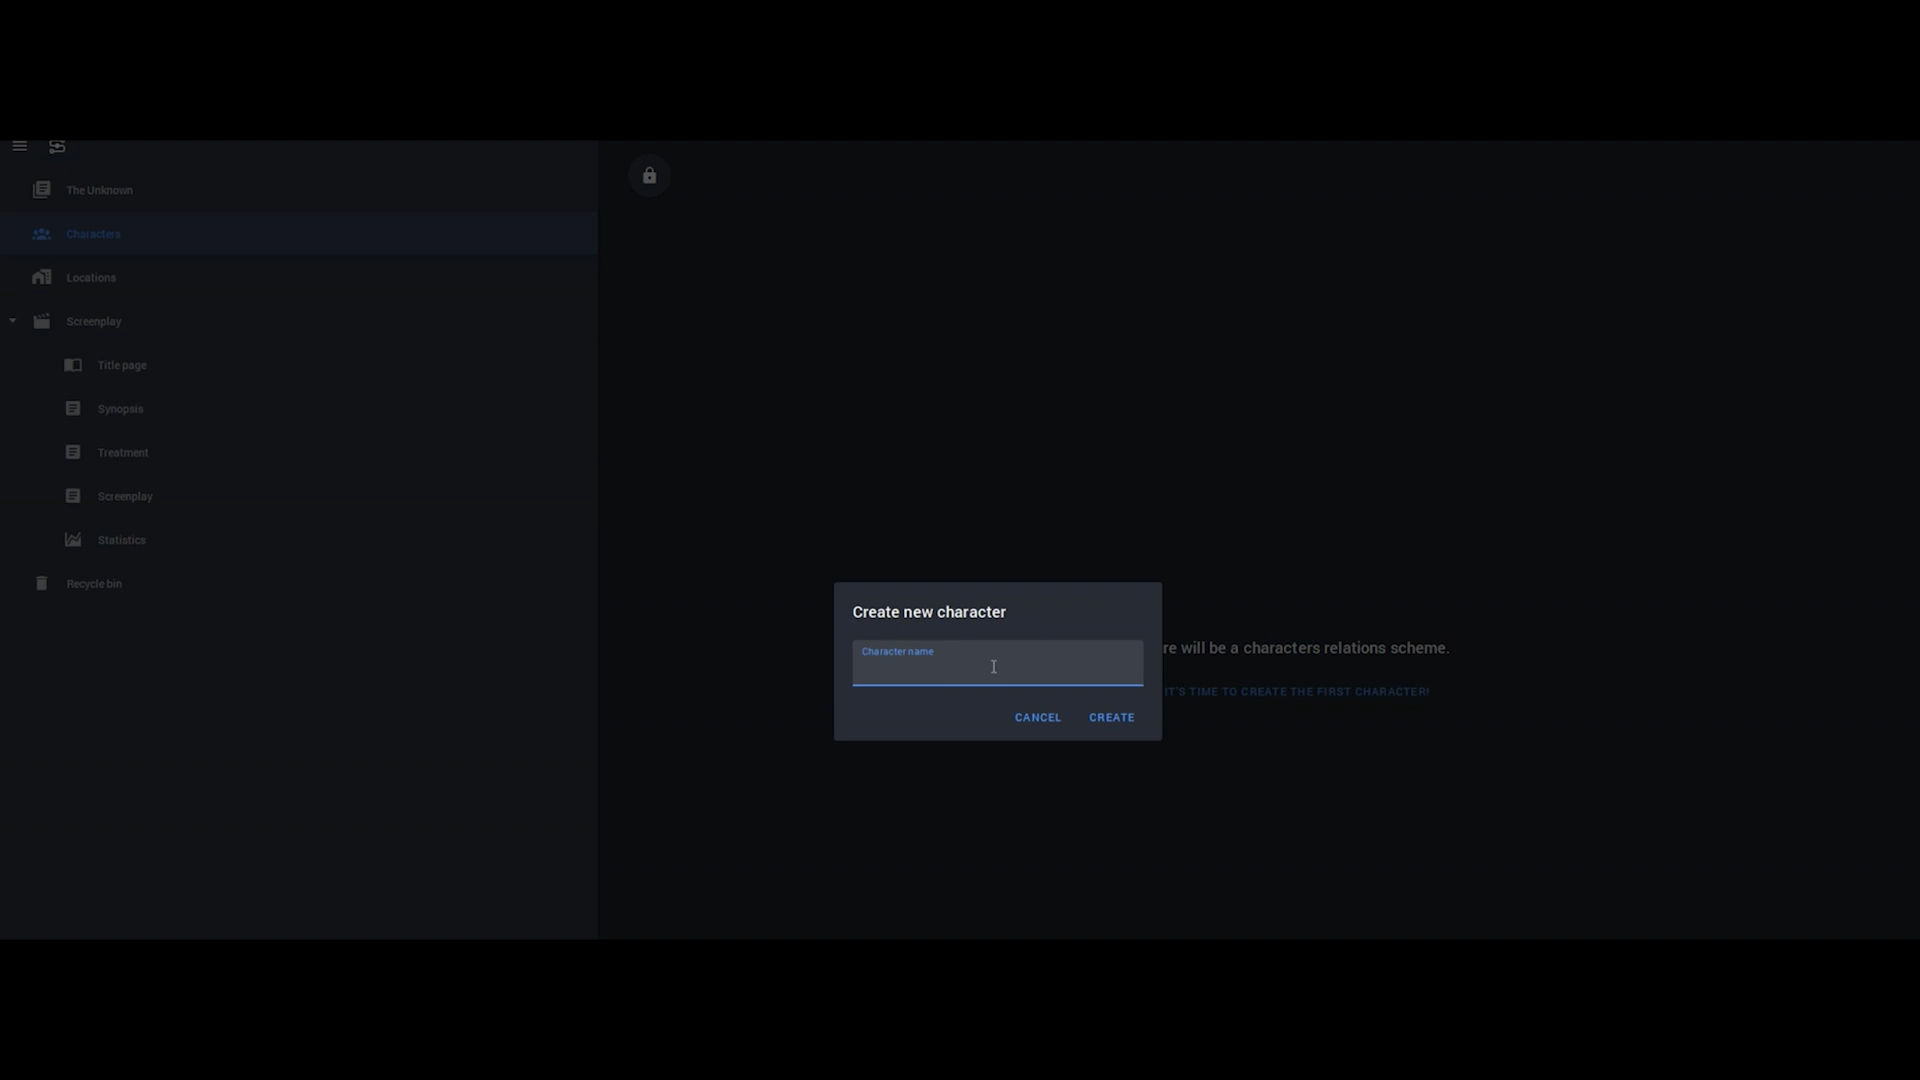 The Unknown
Characters
Locations
Screenplay
Title page
Synopsis
Treatment
Screenplay
Statistics
Recycle bin
Create new character
Character name
CANCEL CREATE
will be a characters relations scheme.
IT'S TIME TO CREATE THE FIRST CHARACTER!